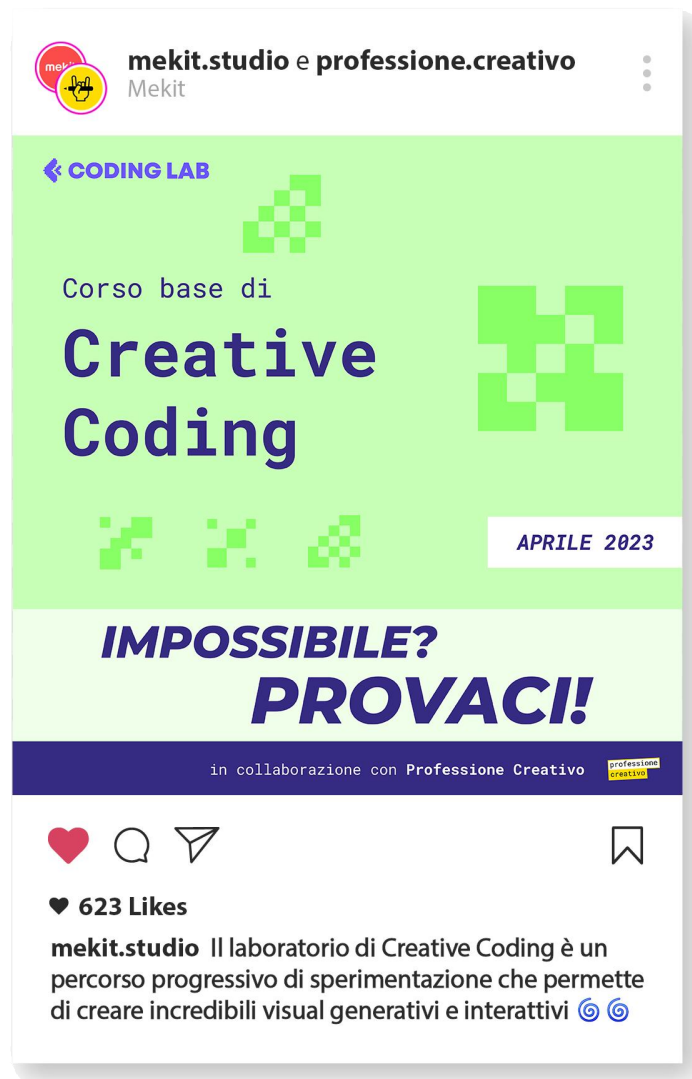 mekit.studio e professione.creativo
Mekit
CODING LAB
Corso base di
Creative
Coding
APRILE 2023
IMPOSSIBILE?
PROVACI!
in collaborazione con Professione Creativo
professione
creativo
623 Likes
mekit.studio Il laboratorio di Creative Coding è un
percorso progressivo di sperimentazione che permette
di creare incredibili visual generativi e interattivi 🌀 🌀